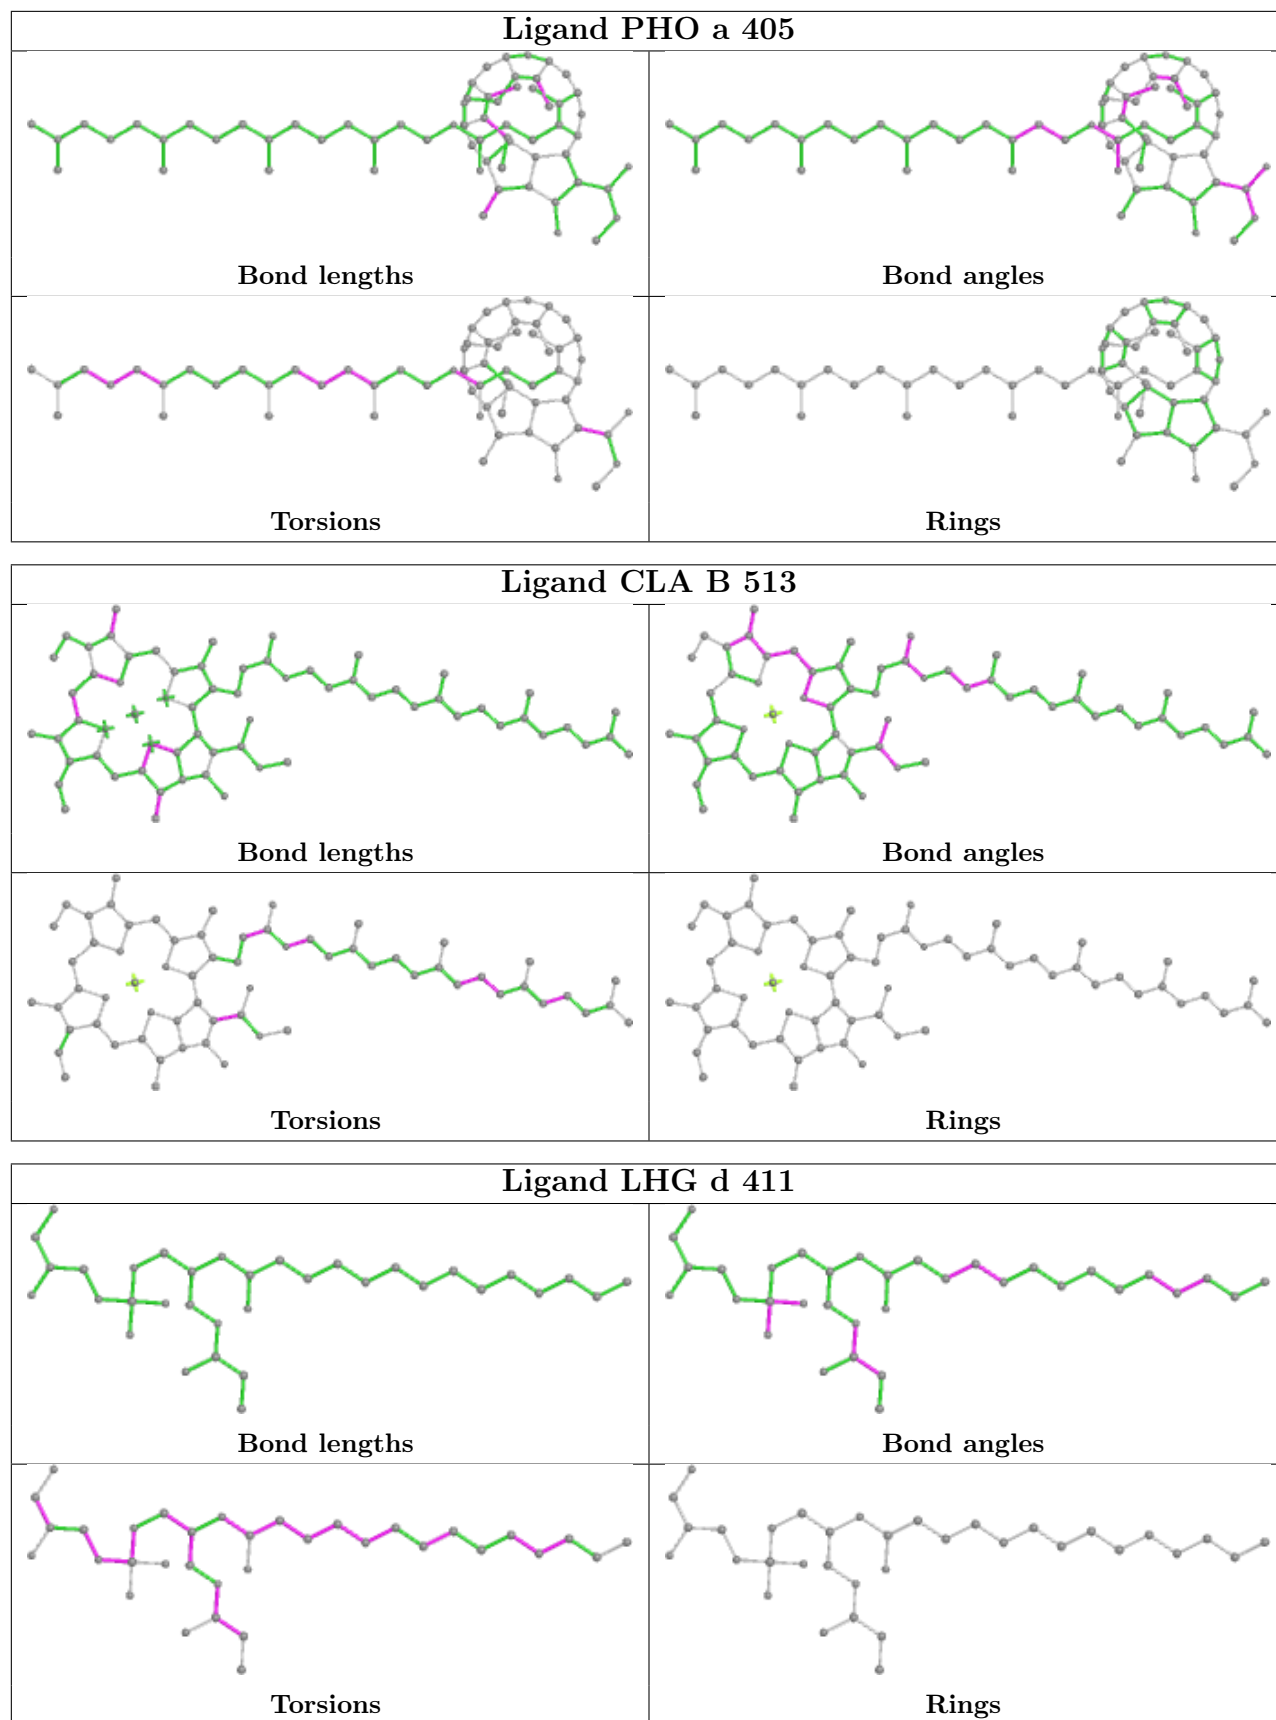 Ligand PHO a 405
Bond lengths
Bond angles
Torsions
Rings
Ligand CLA B 513
Bond lengths
Bond angles
Torsions
Rings
Ligand LHG d 411
Bond lengths
Bond angles
Torsions
Rings